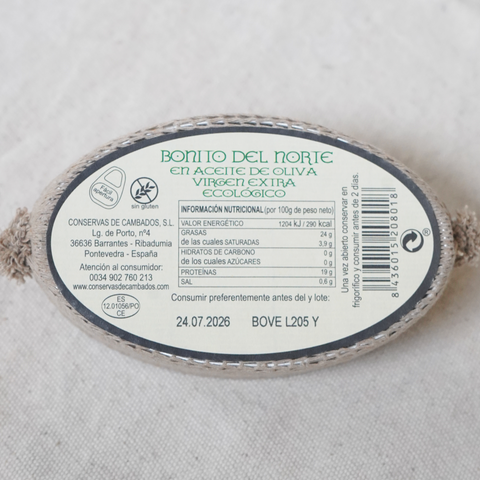 BONITO DEL NORTE
EN ACEITE DE OLIVA
VIRGEN EXTRA
ECOLÓGICO
Fácil
Apertura
sin gluten
CONSERVAS DE CAMBADOS, S.L.
Lg. de Porto, nº4
36636 Barrantes - Ribadumia
Pontevedra - España
Atención al consumidor:
0034 902 760 213
www.conservasdecambados.com
ES
12.01056/PO
CE
INFORMACIÓN NUTRICIONAL (por 100g de peso neto)
VALOR ENERGÉTICO 1204 kJ / 290 kcal
GRASAS 24 g
de las cuales SATURADAS 3,9 g
HIDRATOS DE CARBONO 0 g
de los cuales AZÚCARES 0 g
PROTEÍNAS 19 g
SAL 0,6 g
Consumir preferentemente antes del y lote:
24.07.2026 BOVE L205 Y
Una vez abierto conservar en
frigorífico y consumir antes de 2 días.
8 436015 208018